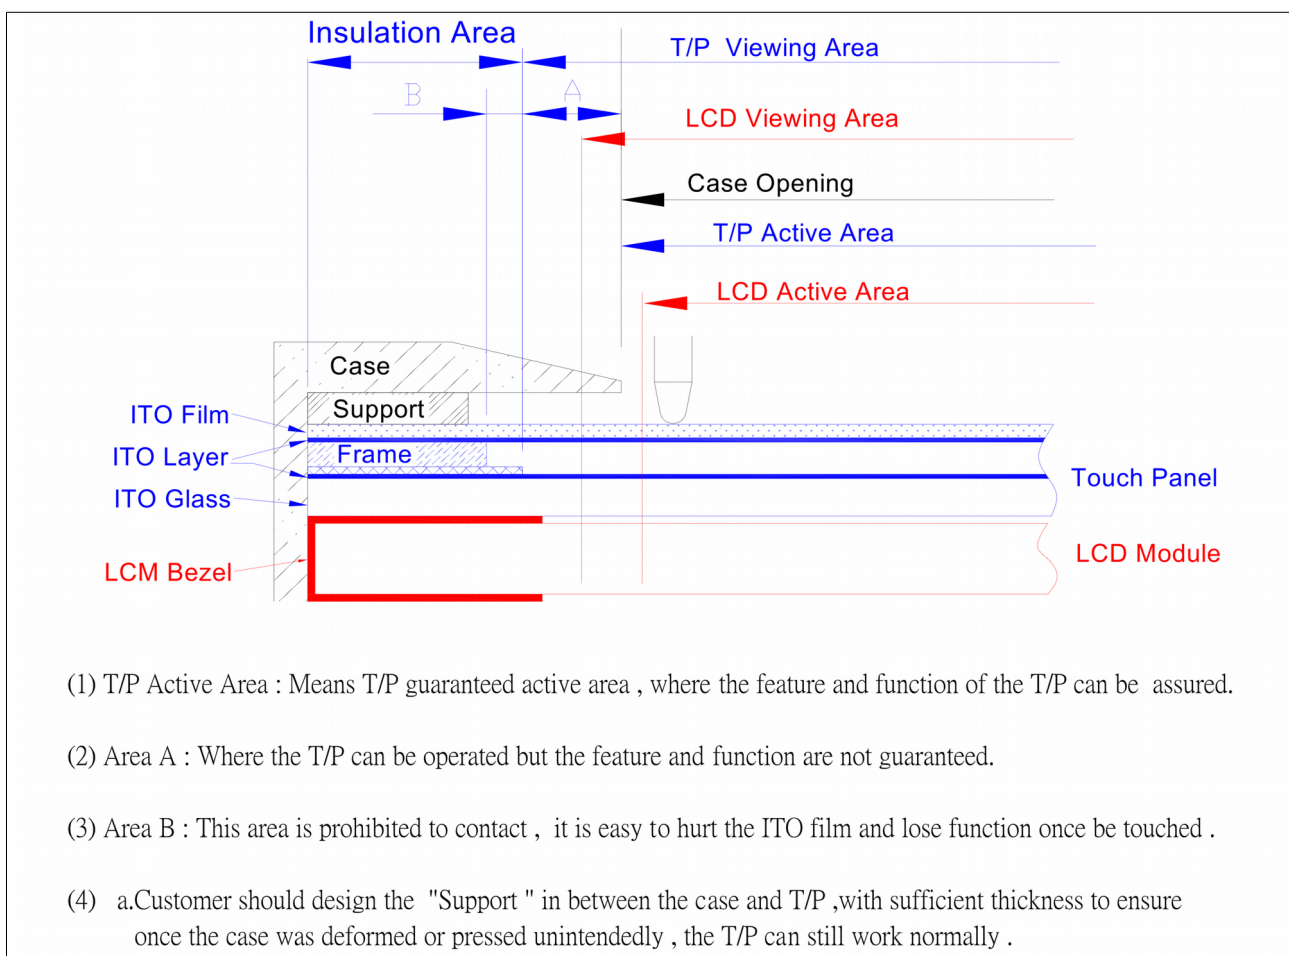 Insulation Area
T/P Viewing Area
B
A
LCD Viewing Area
Case Opening
T/P Active Area
LCD Active Area
Case
Support
ITO Film
Frame
ITO Layer
Touch Panel
ITO Glass
LCD Module
LCM Bezel
(1) T/P Active Area : Means T/P guaranteed active area , where the feature and function of the T/P can be assured.
(2) Area A : Where the T/P can be operated but the feature and function are not guaranteed.
(3) Area B : This area is prohibited to contact , it is easy to hurt the ITO film and lose function once be touched .
(4) a.Customer should design the "Support " in between the case and T/P ,with sufficient thickness to ensure
once the case was deformed or pressed unintendedly , the T/P can still work normally .